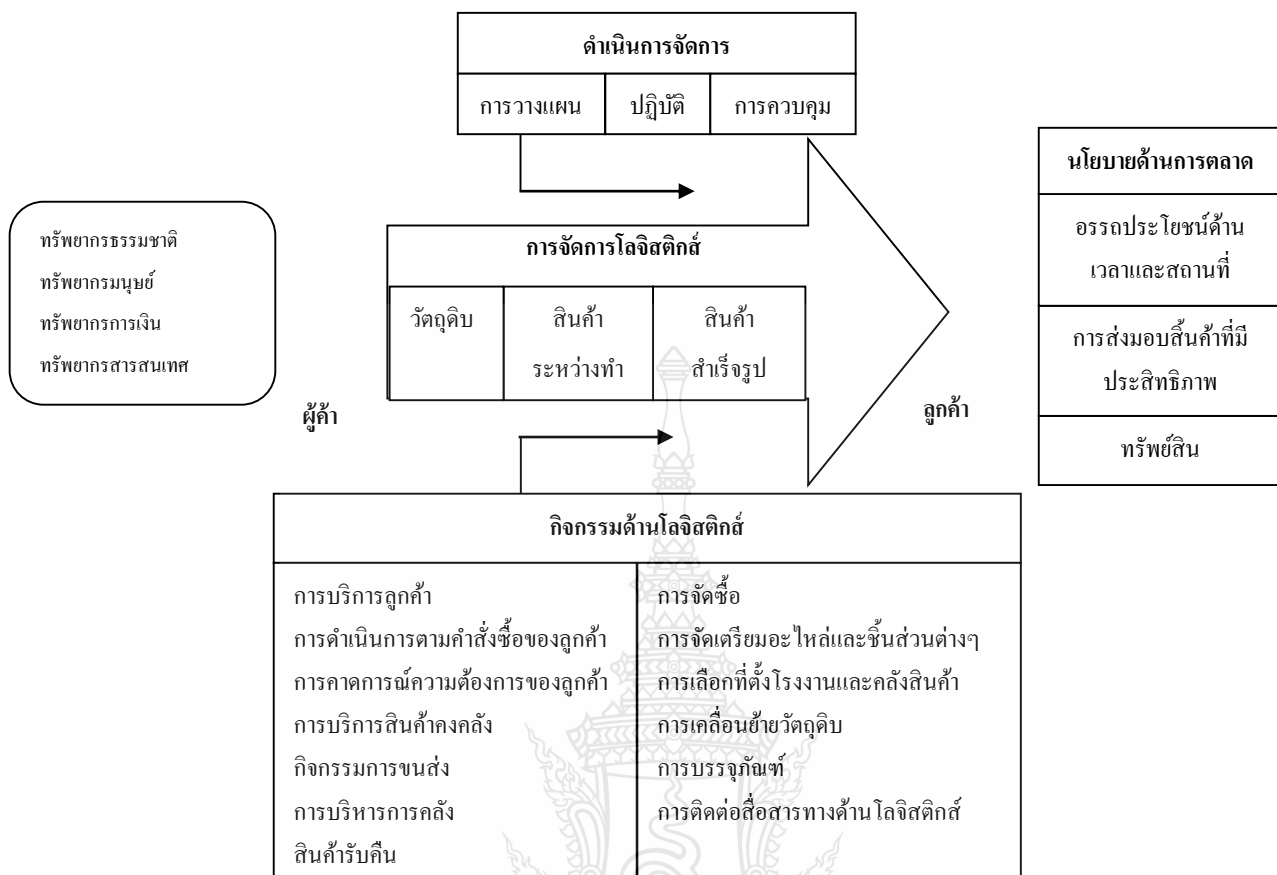 ดำเนินการจัดการ
การวางแผน ปฏิบัติ การควบคุม
ทรัพยากรธรรมชาติ
ทรัพยากรมนุษย์
ทรัพยากรการเงิน
ทรัพยากรสารสนเทศ
ผู้ค้า
การจัดการโลจิสติกส์
วัตถุดิบ
สินค้า
ระหว่างทำ
สินค้า
สำเร็จรูป
ลูกค้า
นโยบายด้านการตลาด
อรรถประโยชน์ด้าน
เวลาและสถานที่
การส่งมอบสิ้นค้าที่มี
ประสิทธิภาพ
ทรัพย์สิน
กิจกรรมด้านโลจิสติกส์
การบริการลูกค้า
การดำเนินการตามคำสั่งซื้อของลูกค้า
การคาดการณ์ความต้องการของลูกค้า
การบริการสินค้าคงคลัง
กิจกรรมการขนส่ง
การบริหารการคลัง
สินค้ารับคืน
การจัดซื้อ
การจัดเตรียมอะไหล่และชิ้นส่วนต่างๆ
การเลือกที่ตั้งโรงงานและคลังสินค้า
การเคลื่อนย้ายวัตถุดิบ
การบรรจุภัณฑ์
การติดต่อสื่อสารทางด้านโลจิสติกส์